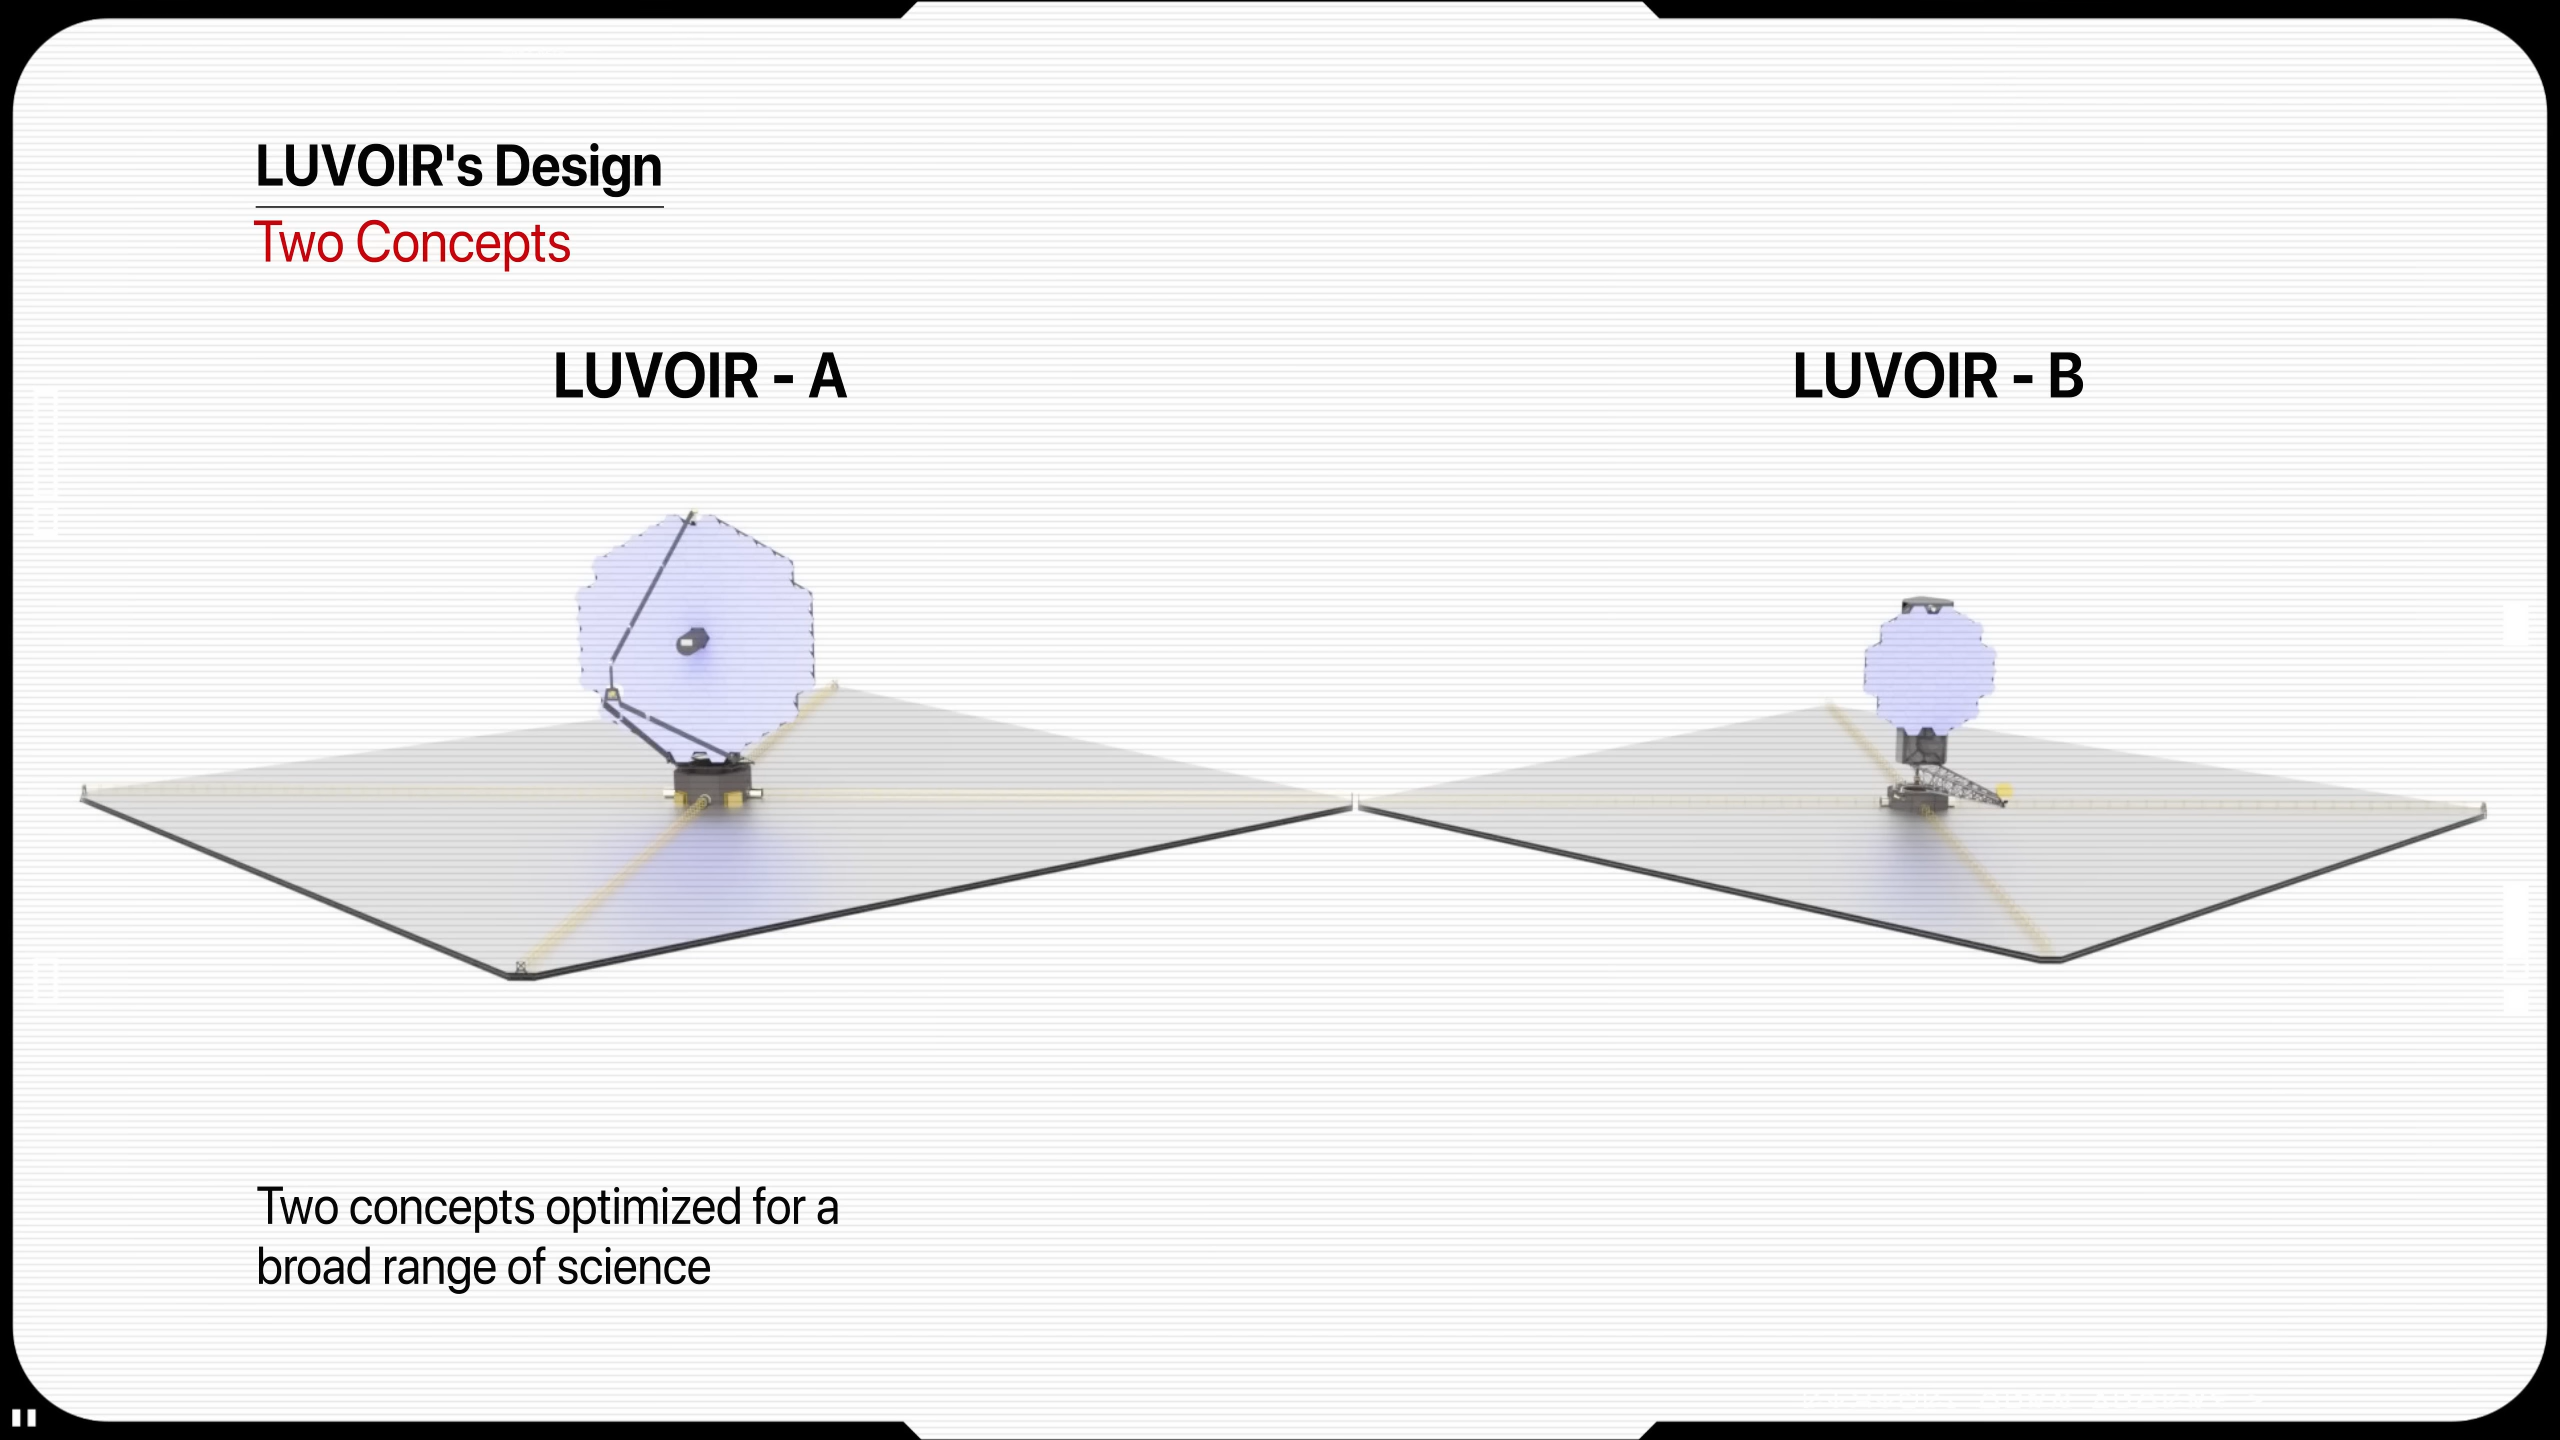 LUVOIR's Design
Two Concepts
LUVOIR - A
LUVOIR - B
Two concepts optimized for a
broad range of science